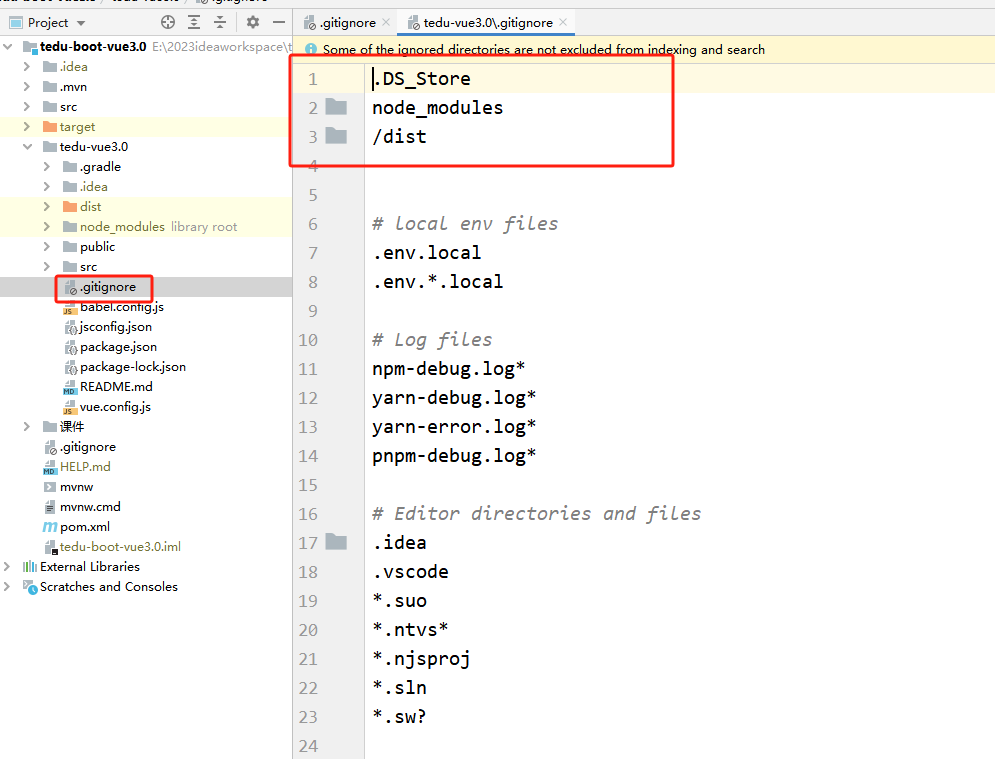 Project
.gitignore
tedu-vue3.0\.gitignore
tedu-boot-vue3.0 E:\2023ideaworkspace\t
Some of the ignored directories are not excluded from indexing and search
.idea
.mvn
src
target
tedu-vue3.0
.gradle
.idea
dist
node_modules library root
public
src
.gitignore
babel.config.js
jsconfig.json
package.json
package-lock.json
README.md
vue.config.js
课件
.gitignore
HELP.md
mvnw
mvnw.cmd
pom.xml
tedu-boot-vue3.0.iml
External Libraries
Scratches and Consoles
1 .DS_Store
2 node_modules
3 /dist
4
5
6 # local env files
7 .env.local
8 .env.*.local
9
10 # Log files
11 npm-debug.log*
12 yarn-debug.log*
13 yarn-error.log*
14 pnpm-debug.log*
15
16 # Editor directories and files
17 .idea
18 .vscode
19 *.suo
20 *.ntvs*
21 *.njsproj
22 *.sln
23 *.sw?
24